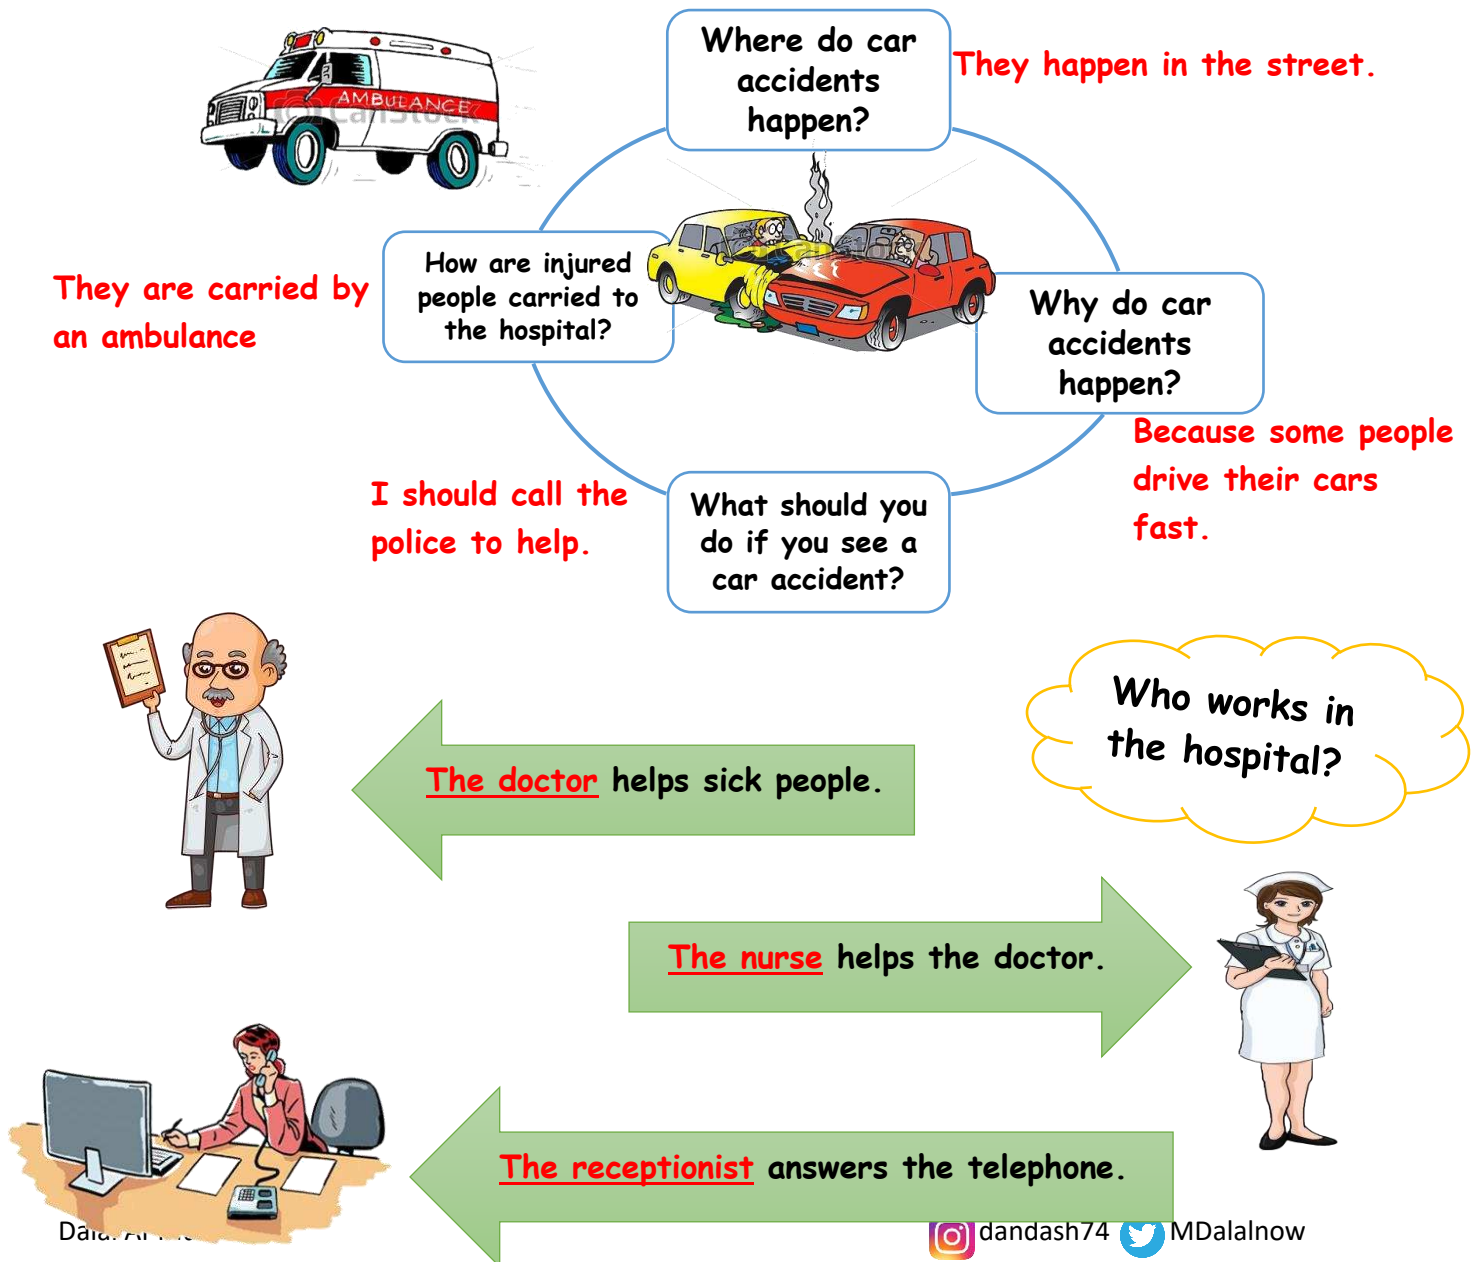 Where do car
accidents
happen?
They happen in the street.
AMBULANCE
CanStock
How are injured
people carried to
the hospital?
They are carried by
an ambulance
Why do car
accidents
happen?
Because some people
drive their cars
fast.
What should you
do if you see a
car accident?
I should call the
police to help.
Who works in
the hospital?
The doctor helps sick people.
The nurse helps the doctor.
The receptionist answers the telephone.
dandash74
MDalalnow